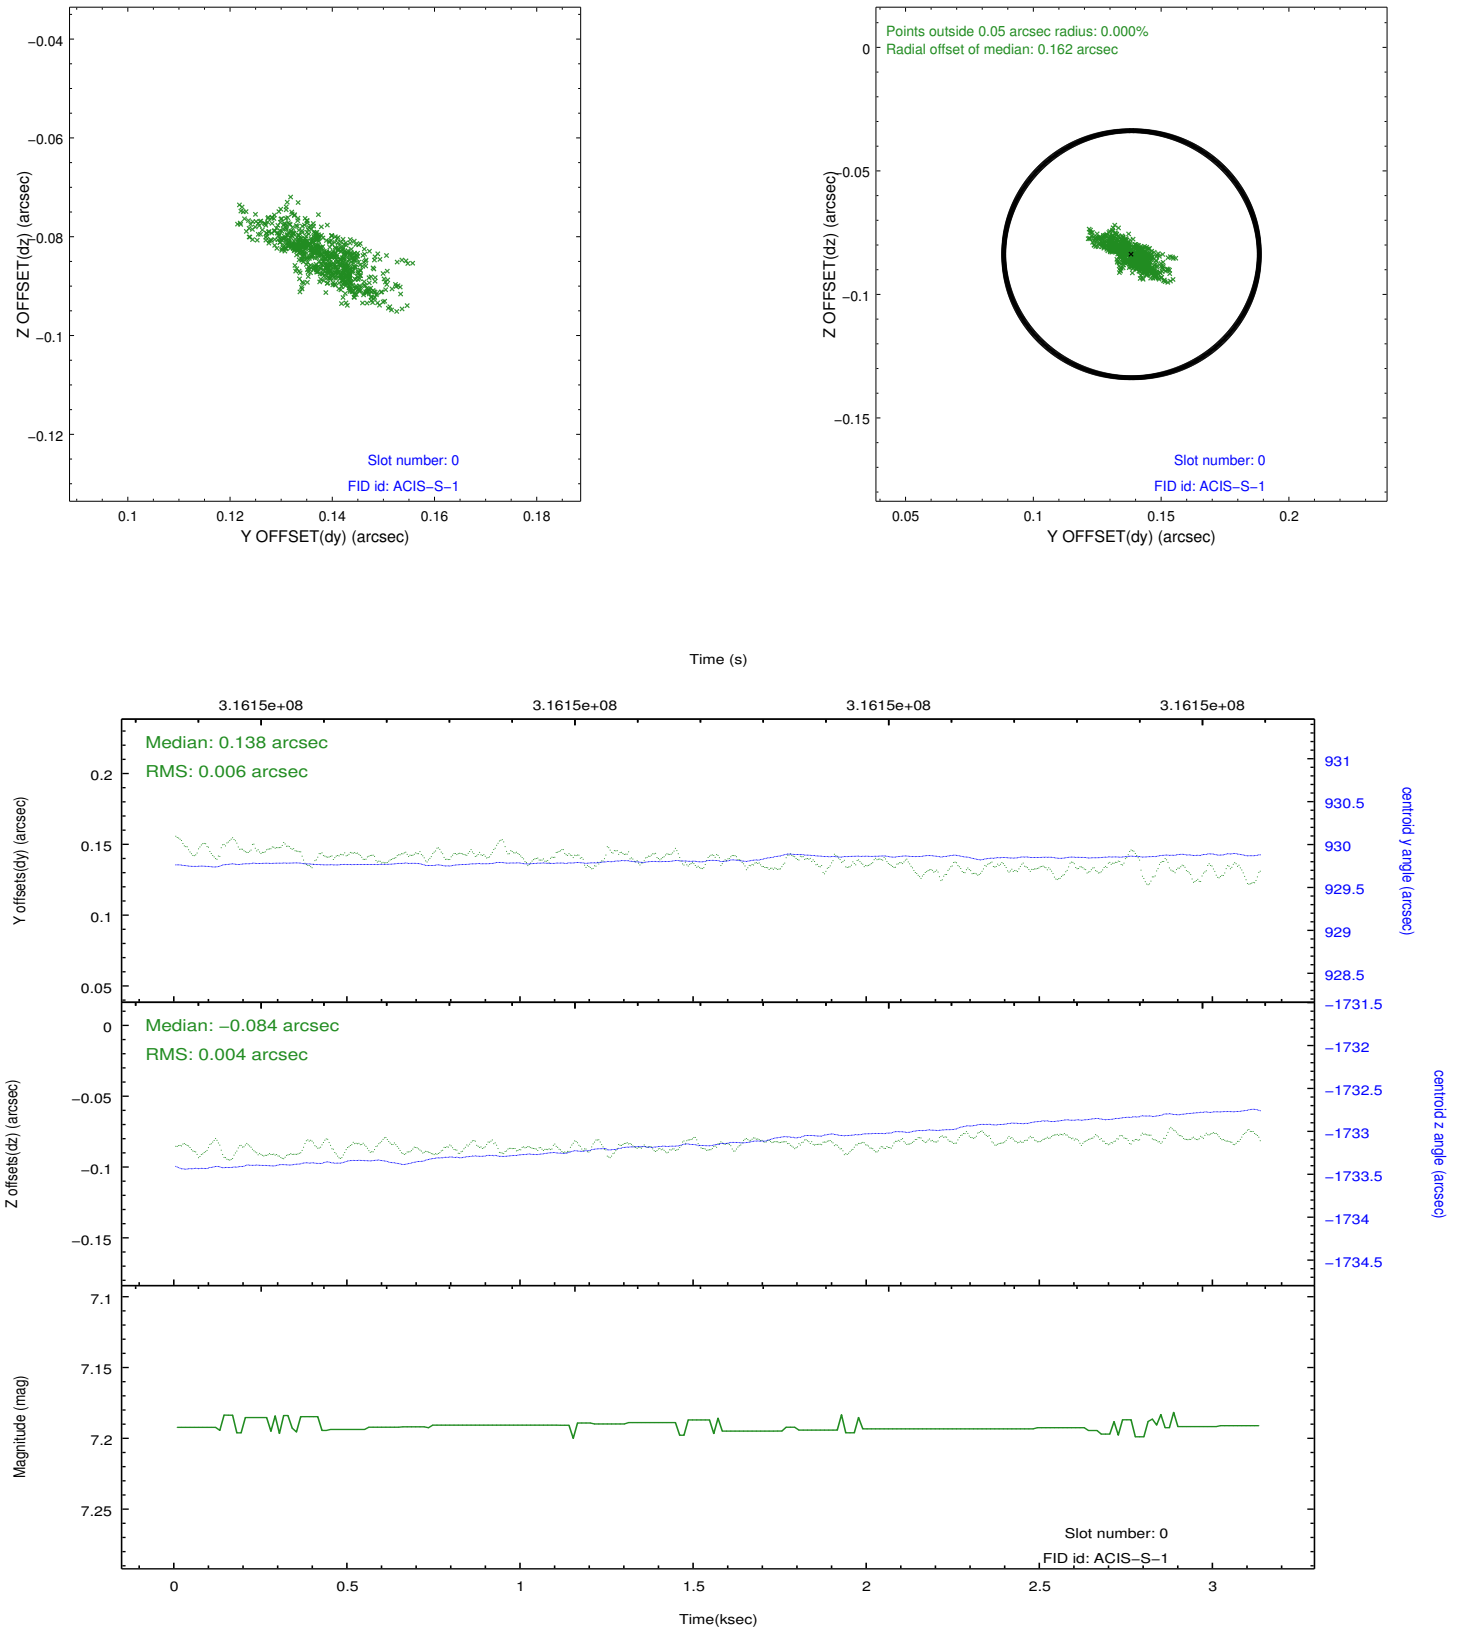 −0.04
−0.06
−0.08
−0.1
−0.12
Z OFFSET(dz) (arcsec)
Slot number: 0
FID id: ACIS−S−1
0.1
0.12
0.14
0.16
0.18
Y OFFSET(dy) (arcsec)
Points outside 0.05 arcsec radius: 0.000%
Radial offset of median: 0.162 arcsec
0
−0.05
−0.1
−0.15
Z OFFSET(dz) (arcsec)
Slot number: 0
FID id: ACIS−S−1
0.05
0.1
0.15
0.2
Y OFFSET(dy) (arcsec)
Time (s)
3.1615e+08
3.1615e+08
3.1615e+08
3.1615e+08
Median: 0.138 arcsec
RMS: 0.006 arcsec
0.2
0.15
0.1
0.05
Y offsets(dy) (arcsec)
931
930.5
930
929.5
929
928.5
centroid y angle (arcsec)
Median: −0.084 arcsec
RMS: 0.004 arcsec
0
−0.05
−0.1
−0.15
Z offsets(dz) (arcsec)
−1731.5
−1732
−1732.5
−1733
−1733.5
−1734
−1734.5
centroid z angle (arcsec)
7.1
7.15
7.2
7.25
Magnitude (mag)
Slot number: 0
FID id: ACIS−S−1
0
0.5
1
1.5
2
2.5
3
Time(ksec)